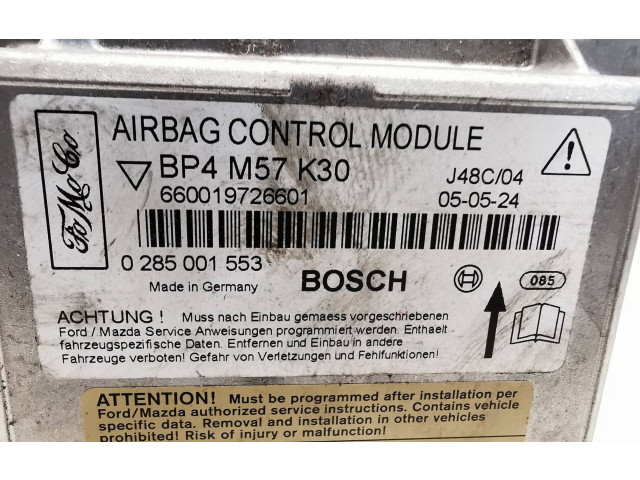 FoMoCo
AIRBAG CONTROL MODULE
BP4 M57 K30
J48C/04
660019726601
05-05-24
0 285 001 553
BOSCH
085
Made in Germany
ACHTUNG ! Muss nach Einbau gemaess vorgeschriebenen
Ford / Mazda Service Anweisungen programmiert werden. Enthaelt
fahrzeugspezifische Daten. Entfernen und Einbau in andere
Fahrzeuge verboten! Gefahr von Verletzungen und Fehlfunktionen!
ATTENTION! Must be programmed after installation per
Ford/Mazda authorized service instructions. Contains vehicle
specific data. Removal and installation in other vehicles
prohibited! Risk of injury or malfunction!